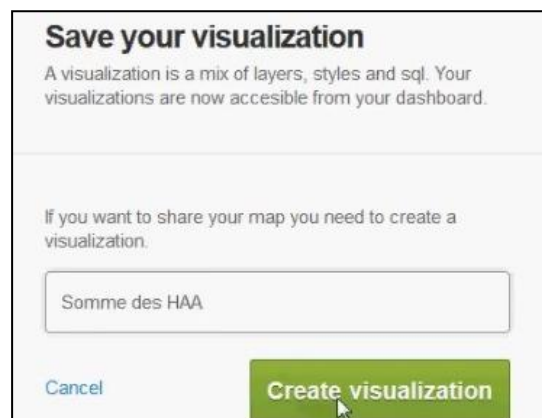 Save your visualization
A visualization is a mix of layers, styles and sql. Your
visualizations are now accesible from your dashboard.
If you want to share your map you need to create a
visualization.
Somme des HAA
Cancel
Create visualization